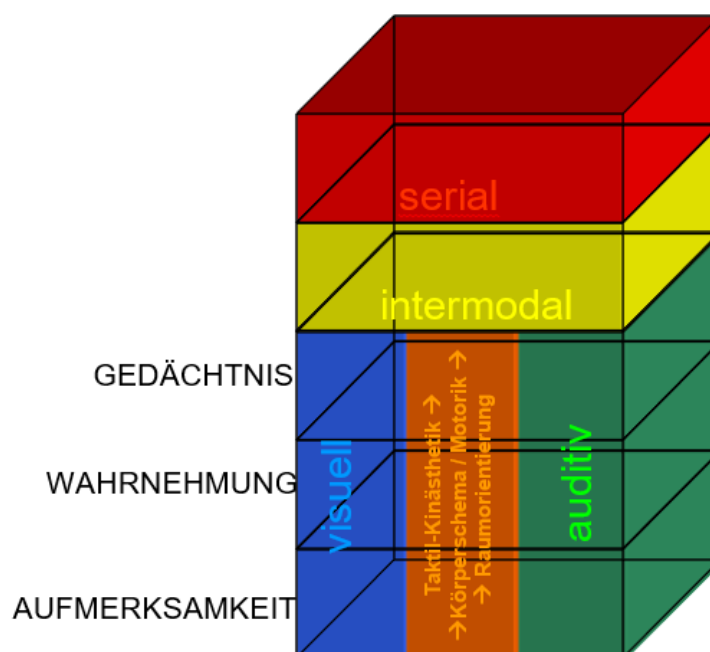 serial
intermodal
GEDÄCHTNIS
WAHRNEHMUNG
AUFMERKSAMKEIT
visuell
Taktil-Kinästhetik →
→Körperschema / Motorik →
→ Raumorientierung
auditiv